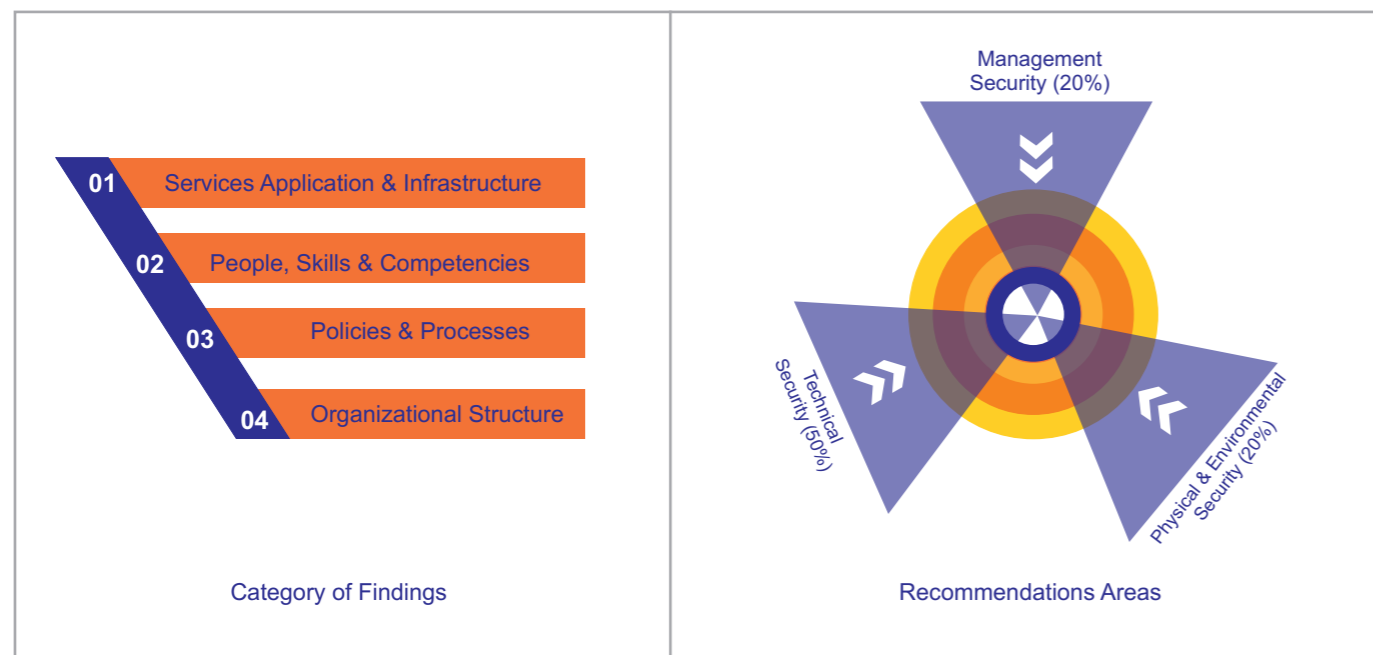 01 Services Application & Infrastructure
02 People, Skills & Competencies
03 Policies & Processes
04 Organizational Structure
Category of Findings
Management
Security (20%)
Technical
Security (50%)
Physical & Environmental
Security (20%)
Recommendations Areas